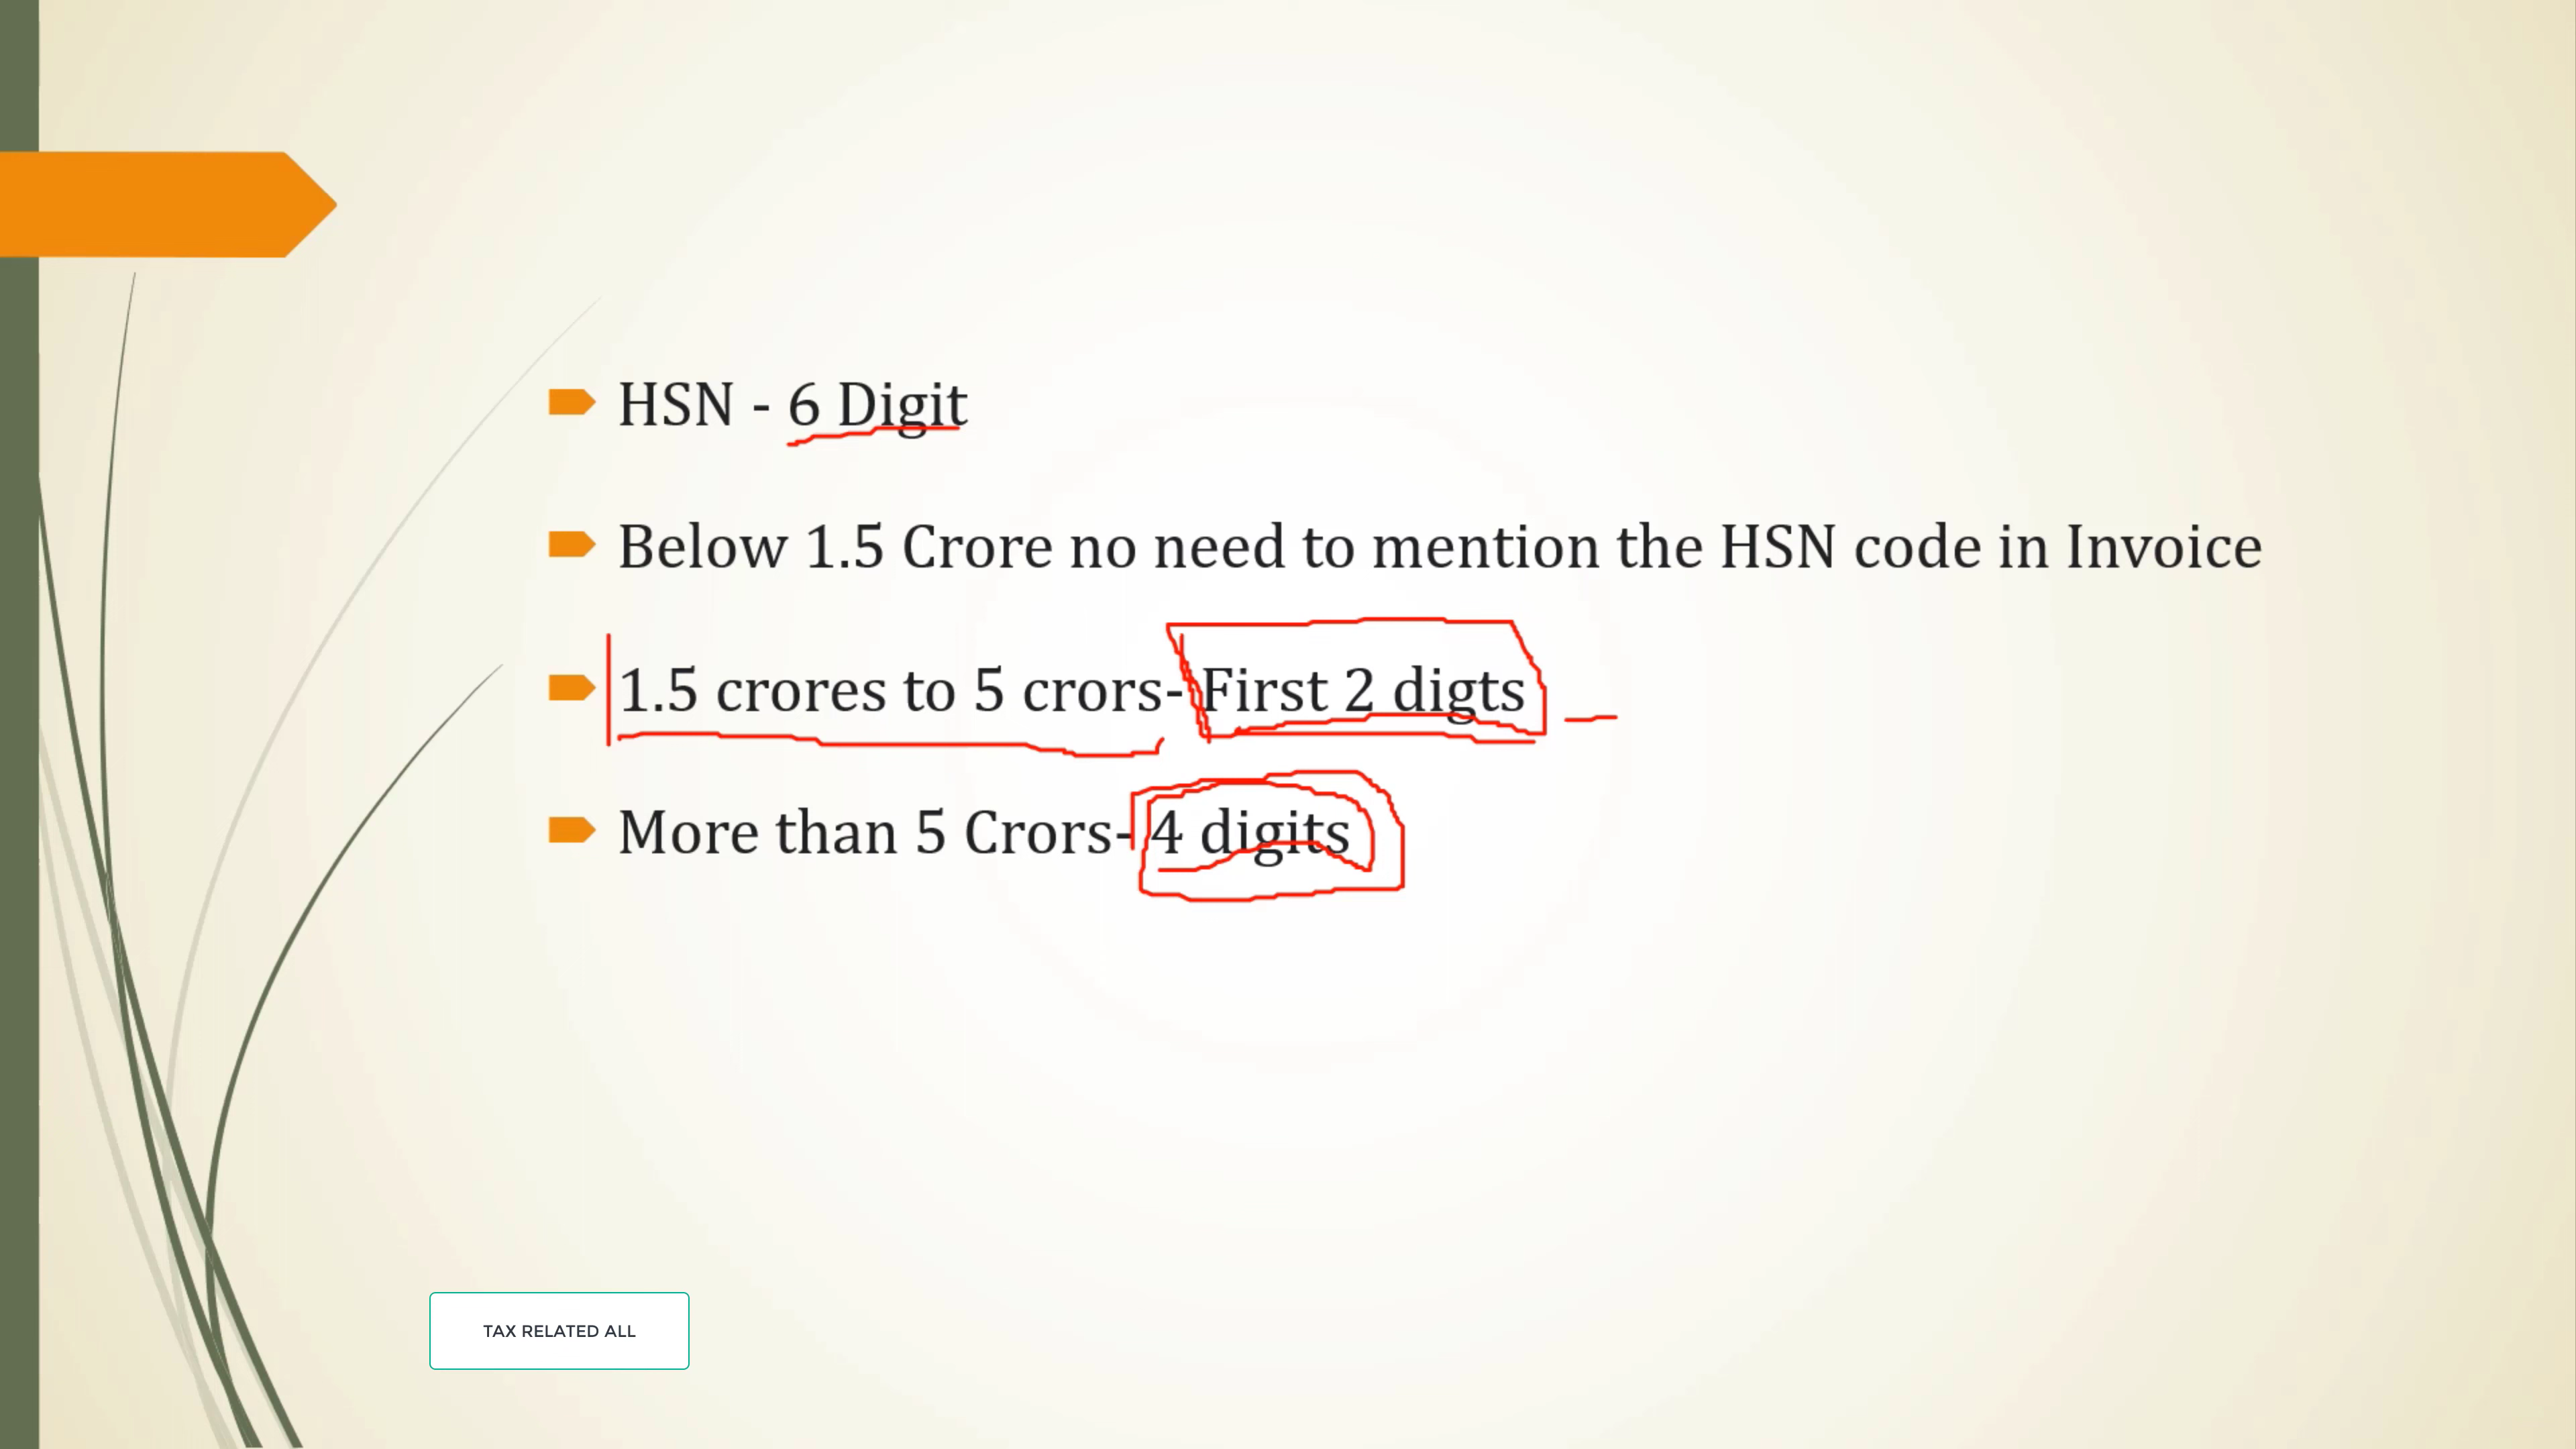 HSN - 6 Digit
Below 1.5 Crore no need to mention the HSN code in Invoice
1.5 crores to 5 crors- First 2 digts
More than 5 Crors- 4 digits
TAX RELATED ALL